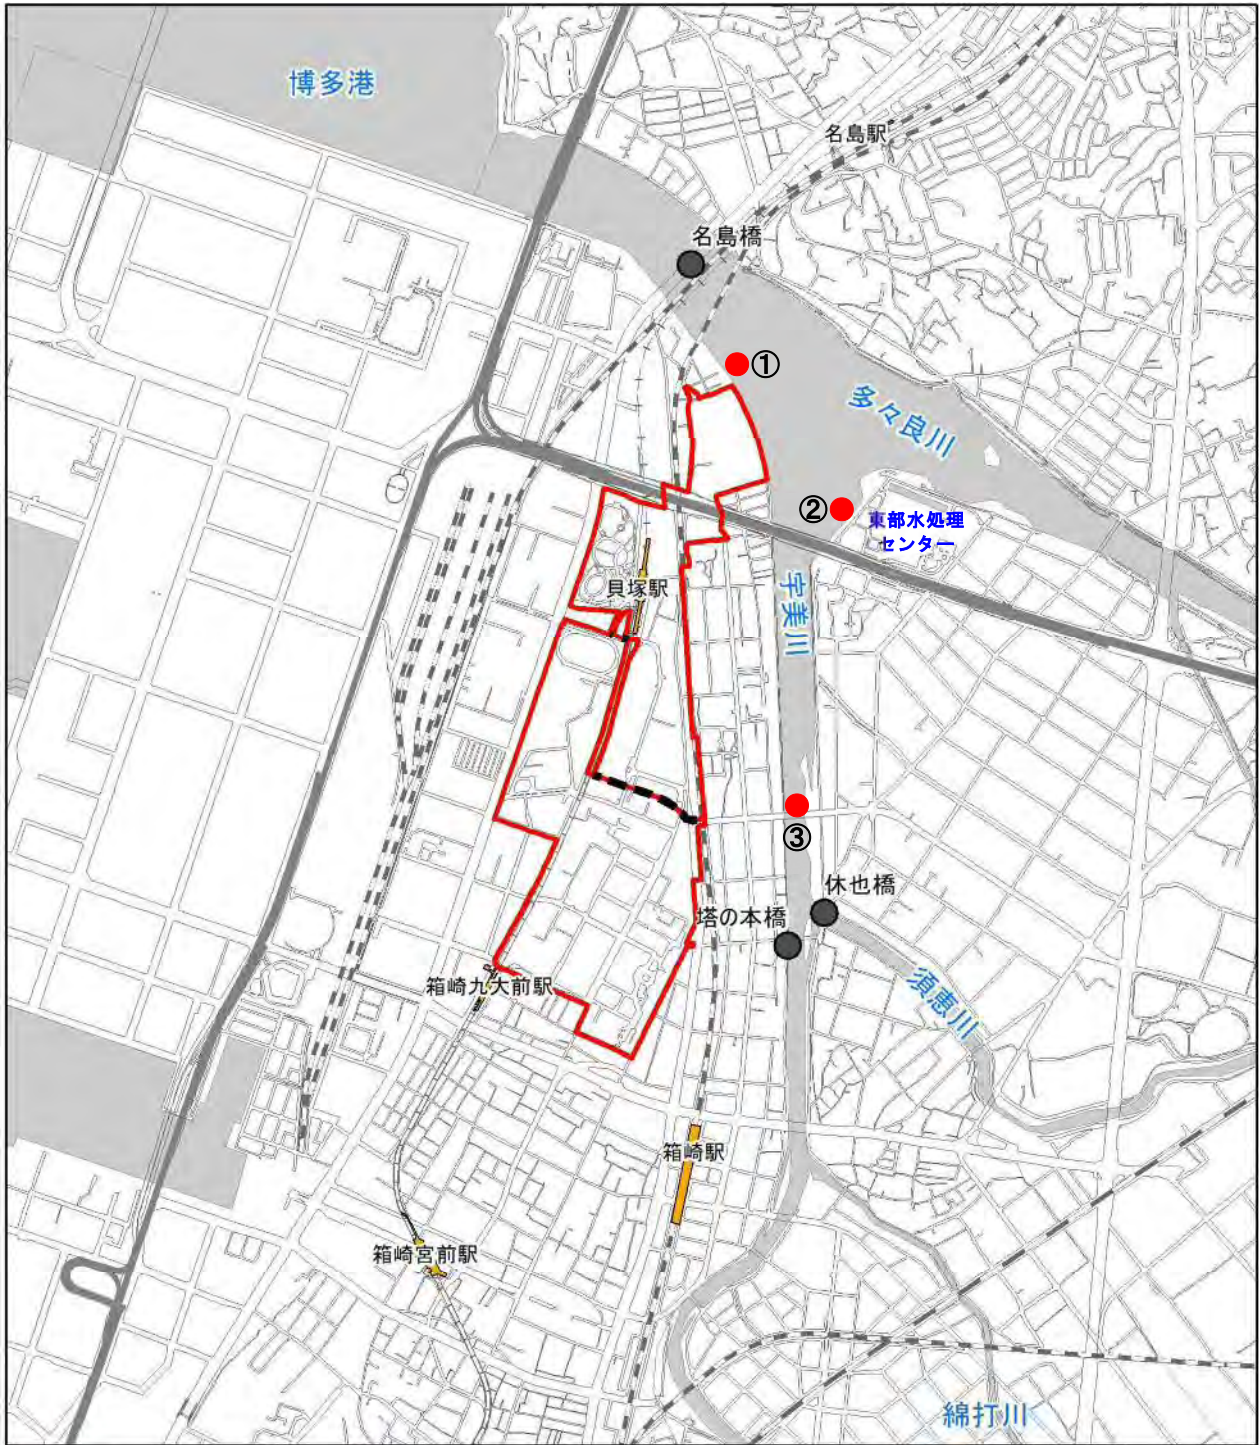 博多港
名島駅
名島橋
①
多々良川
②
東部水処理
センター
宇美川
貝塚駅
③
休也橋
塔の本橋
箱崎九大前駅
須恵川
箱崎駅
箱崎宮前駅
綿打川